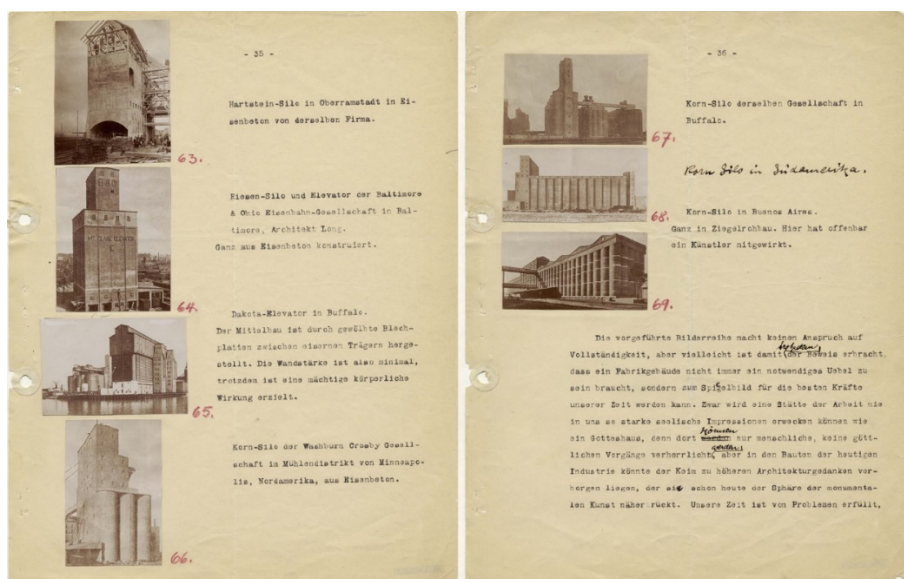 - 35 -
Hartstein-Silo in Oberramstadt in Ei-
senbeton von derselben Firma.
63.
Riesen-Silo und Elevator der Baltimore
& Ohio Eisenbahn-Gesellschaft in Bal-
timore, Architekt Long.
Ganz aus Eisenbeton konstruiert.
64.
Dakota-Elevator in Buffalo.
Der Mittelbau ist durch gewölbte Blech-
platten zwischen eisernen Trägern herge-
stellt. Die Wandstärke ist also minimal,
trotzdem ist eine mächtige körperliche
Wirkung erzielt.
65.
Korn-Silo der Washburn Crosby Gesell-
schaft im Mühlendistrikt von Minneapo-
lis, Nordamerika, aus Eisenbeton.
66.
- 36 -
Korn-Silo derselben Gesellschaft in
Buffalo.
67.
Korn Silo in Südamerika.
68.
Korn-Silo in Buenos Aires.
Ganz in Ziegelrohbau. Hier hat offenbar
ein Künstler mitgewirkt.
69.
Die vorgeführte Bilderreihe macht keinen Anspruch auf
Vollständigkeit, aber vielleicht ist damit der Beweis erbracht,
dass ein Fabrikgebäude nicht immer ein notwendiges Uebel zu
sein braucht, sondern zum Spiegelbild für die besten Kräfte
unserer Zeit werden kann. Zwar wird eine Stätte der Arbeit nie
in uns so starke seelische Impressionen erwecken können wie
ein Gotteshaus, denn dort können nur menschliche, keine gött-
lichen Vorgänge verherrlicht werden, aber in den Bauten der heutigen
Industrie könnte der Keim zu höheren Architekturgedanken ver-
borgen liegen, der sie schon heute der Sphäre der monumenta-
len Kunst näher rückt. Unsere Zeit ist von Problemen erfüllt,